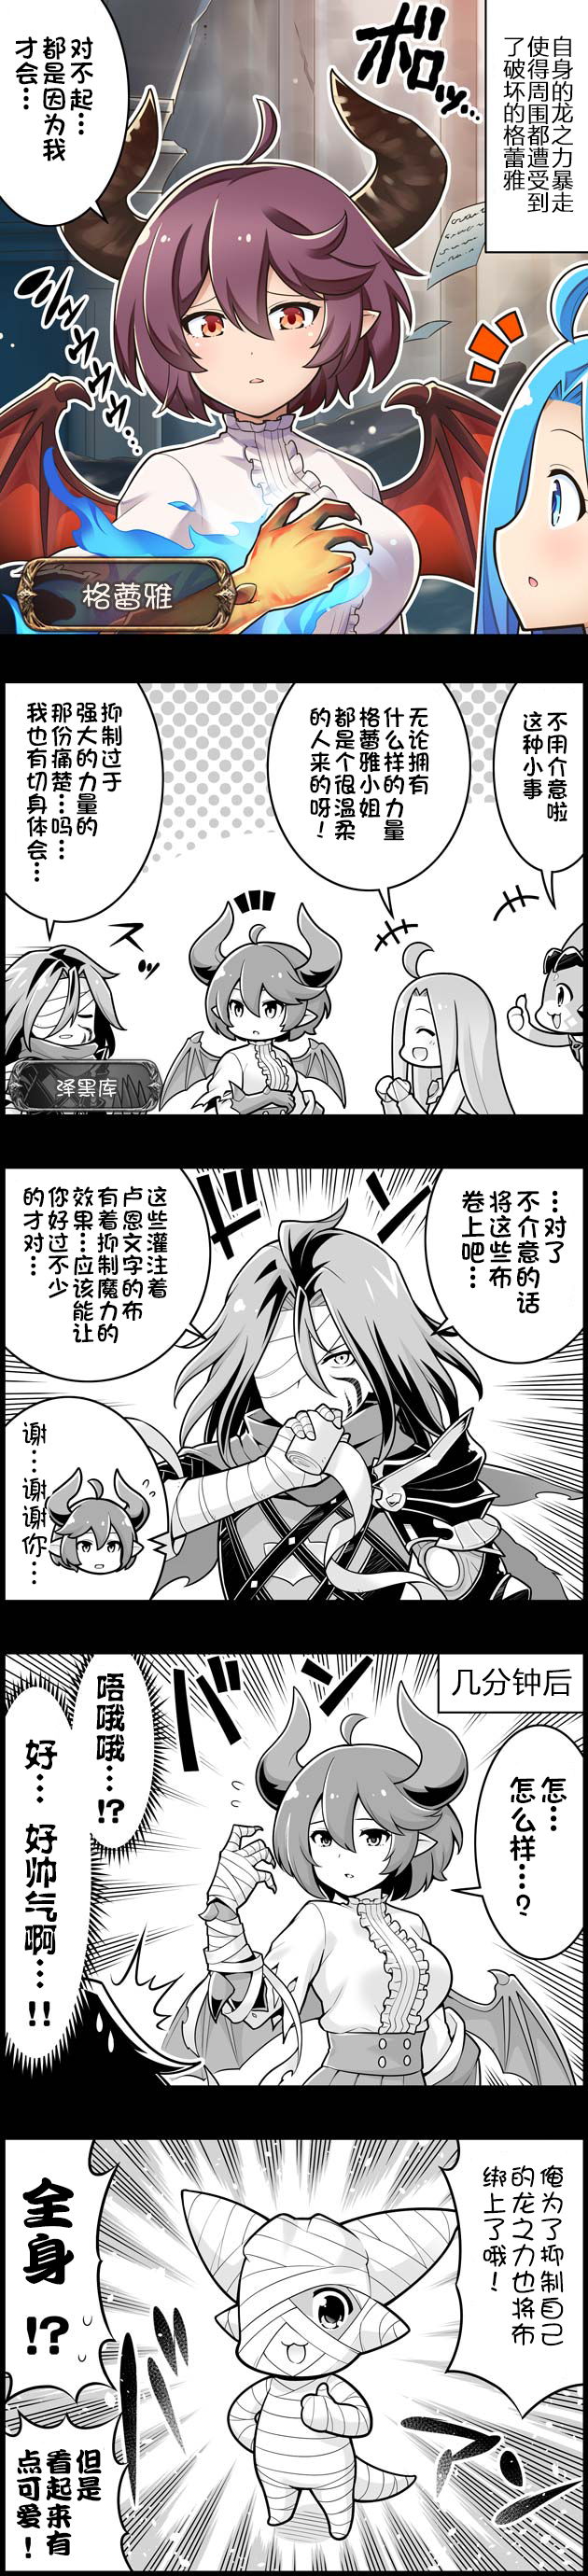 自身的龙之力暴走
使得周围都遭受到
了破坏的格蕾雅
ボロッ…
对不起…
都是因为我
才会…
格蕾雅
不用介意啦
这种小事
无论拥有
什么样的力量
格蕾雅小姐
都是个很温柔
的人来的呀！
抑制过于
强大的力量的
那份痛楚…吗…
我也有切身体会…
スッ
泽黑库
…对了
不介意的话
将这些布
卷上吧…
ドン
这些灌注着
卢恩文字的布
有着抑制魔力的
效果…应该能让
你好过不少
的才对…
谢…谢谢你…
几分钟后
怎…
怎么样…？
バン
唔哦哦…!?
好…好帅气啊…!!
俺为了抑制自己
的龙之力也将布
绑上了哦！
全身!?
但是
看起来有
点可爱！